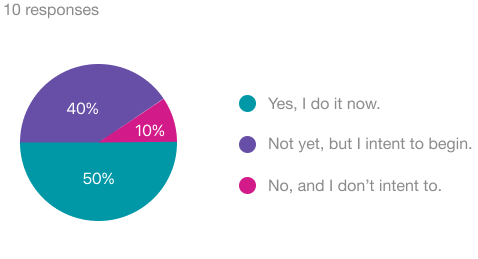 10 responses
40%
10%
50%
Yes, I do it now.
Not yet, but I intent to begin.
No, and I don’t intent to.